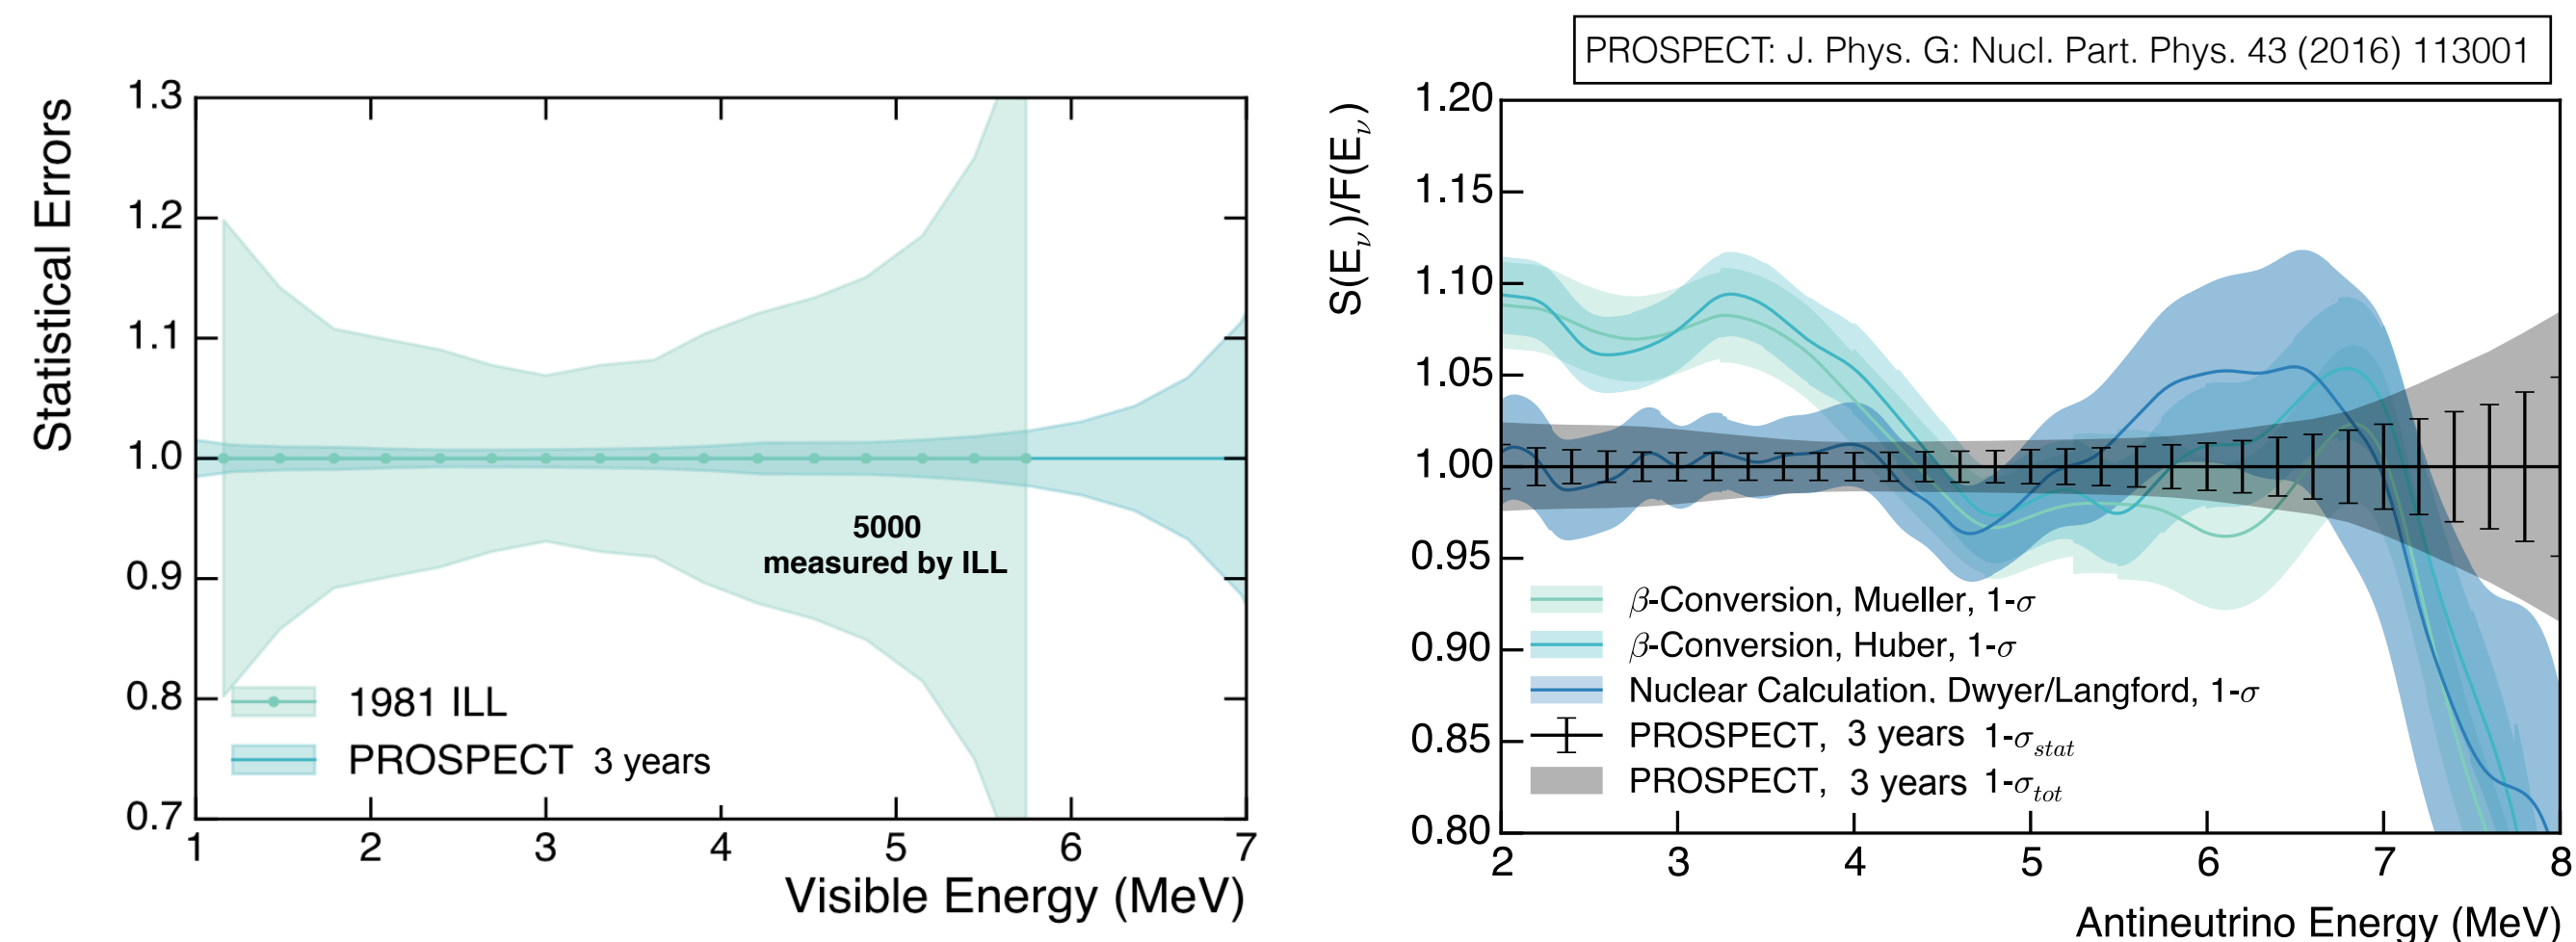 PROSPECT: J. Phys. G: Nucl. Part. Phys. 43 (2016) 113001
Statistical Errors
1.3
1.2
1.1
1.0
0.9
0.8
0.7
5000
measured by ILL
1981 ILL
PROSPECT 3 years
1 2 3 4 5 6 7
Visible Energy (MeV)
S(Eν)/F(Eν)
1.20
1.15
1.10
1.05
1.00
0.95
0.90
0.85
0.80
β-Conversion, Mueller, 1-σ
β-Conversion, Huber, 1-σ
Nuclear Calculation, Dwyer/Langford, 1-σ
PROSPECT, 3 years 1-σstat
PROSPECT, 3 years 1-σtot
2 3 4 5 6 7 8
Antineutrino Energy (MeV)